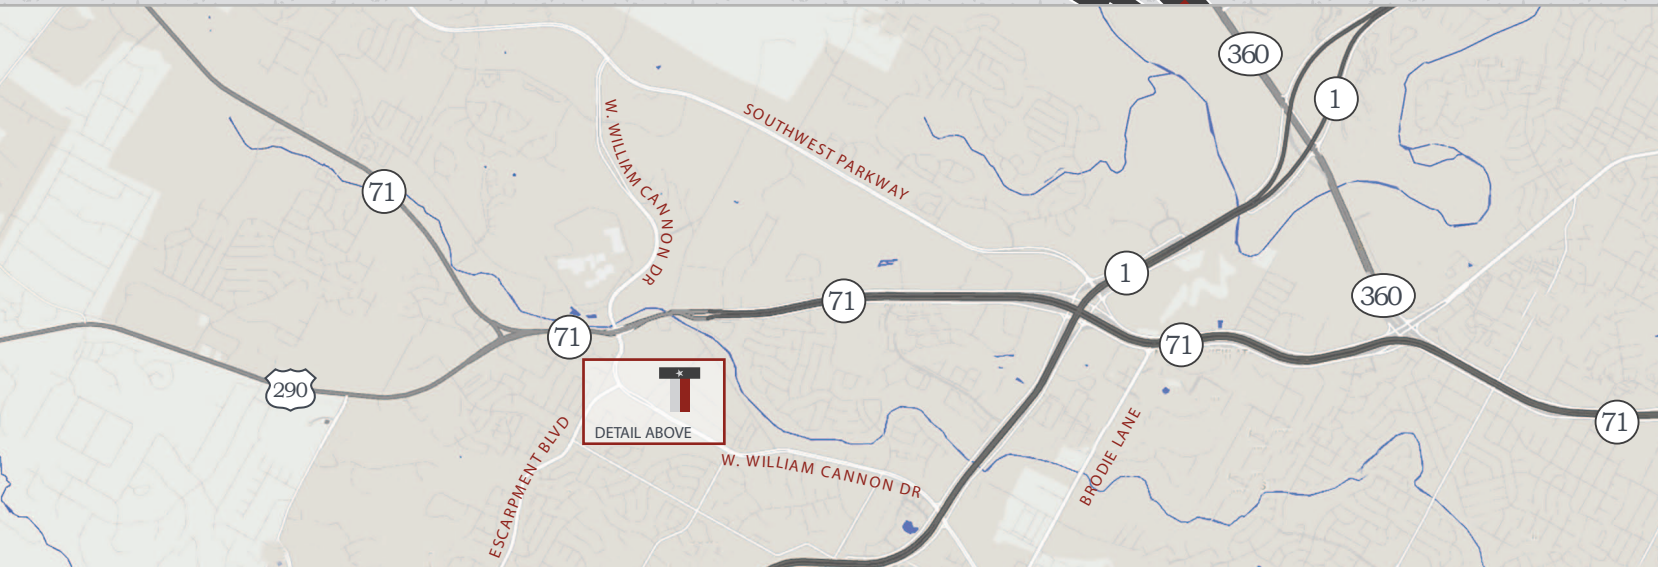 360
1
W. WILLIAM CANNON DR
SOUTHWEST PARKWAY
71
1
71
360
71
71
290
DETAIL ABOVE
71
ESCARPMENT BLVD
W. WILLIAM CANNON DR
BRODIE LANE